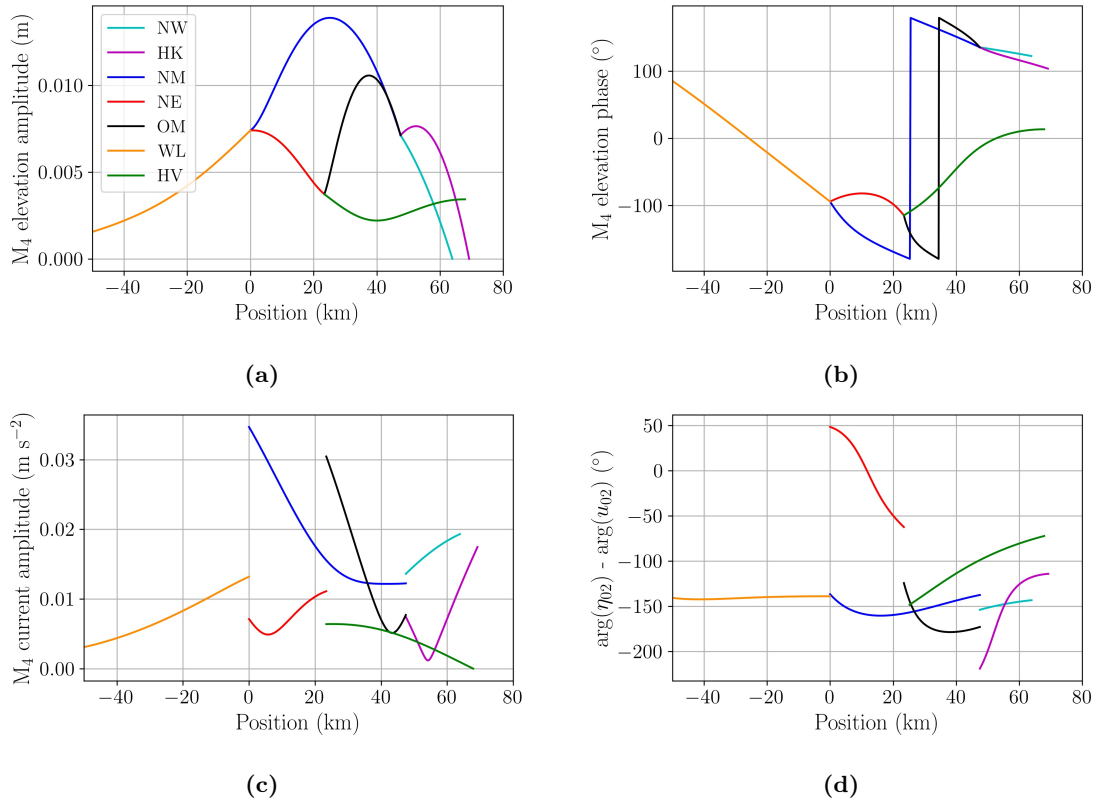 M₄ elevation amplitude (m)
0.010
0.005
0.000
NW
HK
NM
NE
OM
WL
HV
−40 −20 0 20 40 60 80
Position (km)
(a)
M₄ elevation phase (°)
100
0
−100
−40 −20 0 20 40 60 80
Position (km)
(b)
M₄ current amplitude (m s⁻²)
0.03
0.02
0.01
0.00
−40 −20 0 20 40 60 80
Position (km)
(c)
arg(η₀₂) - arg(u₀₂) (°)
50
0
−50
−100
−150
−200
−40 −20 0 20 40 60 80
Position (km)
(d)